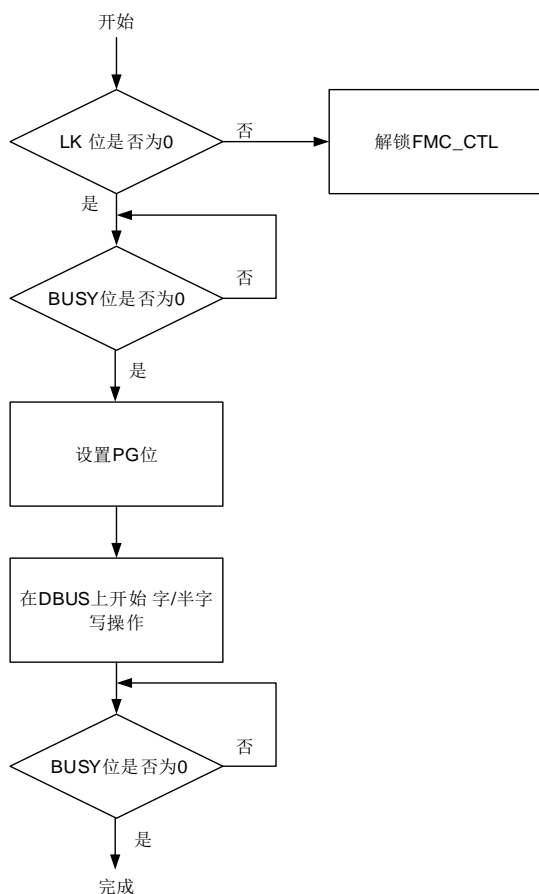 开始
LK 位是否为0
否
解锁FMC_CTL
是
否
BUSY位是否为0
是
设置PG位
在DBUS上开始 字/半字
写操作
BUSY位是否为0
否
是
完成